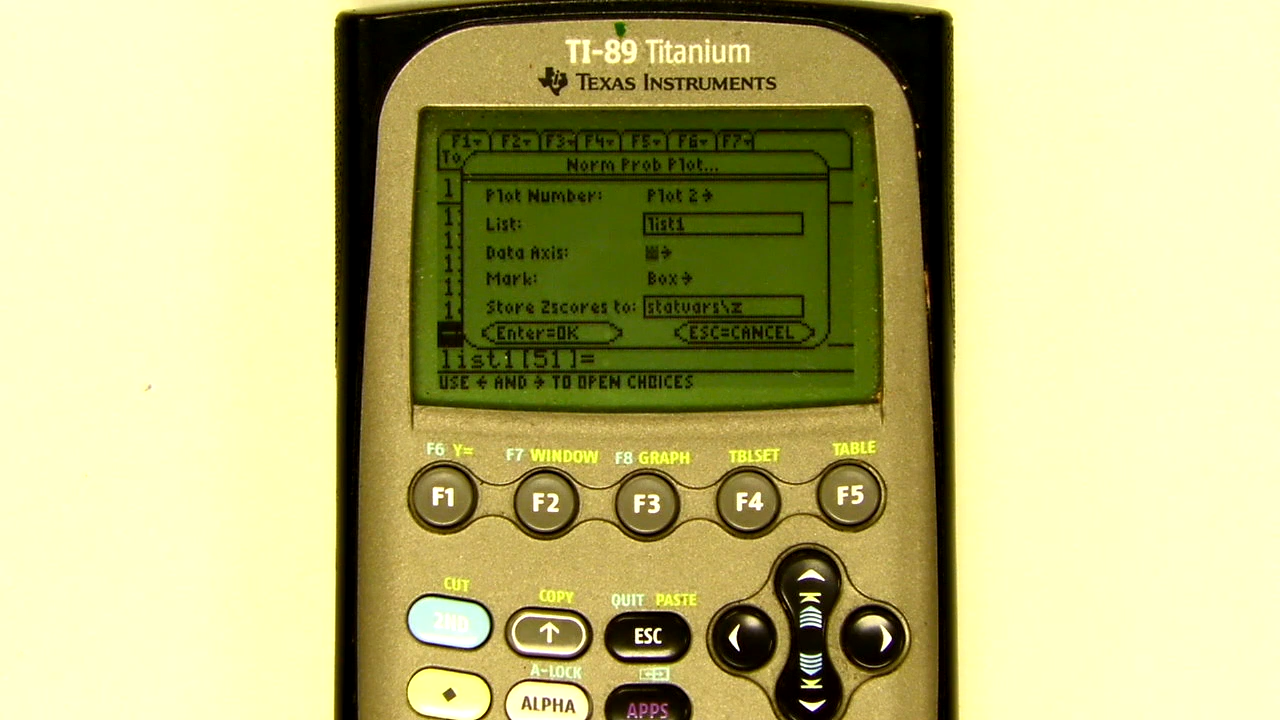 TI-89 Titanium
TEXAS INSTRUMENTS
F1 F2 F3 F4 F5 F6 F7
To
Norm Prob Plot...
Plot Number: Plot 2→
List: list1
Data Axis: →
Mark: Box→
Store Zscores to: statvars\z
Enter=OK ESC=CANCEL
list1[51]=
USE ← AND → TO OPEN CHOICES
F6 Y= F7 WINDOW F8 GRAPH TBLSET TABLE
F1 F2 F3 F4 F5
CUT COPY QUIT PASTE
2ND ↑ ESC
A-LOCK
ALPHA APPS